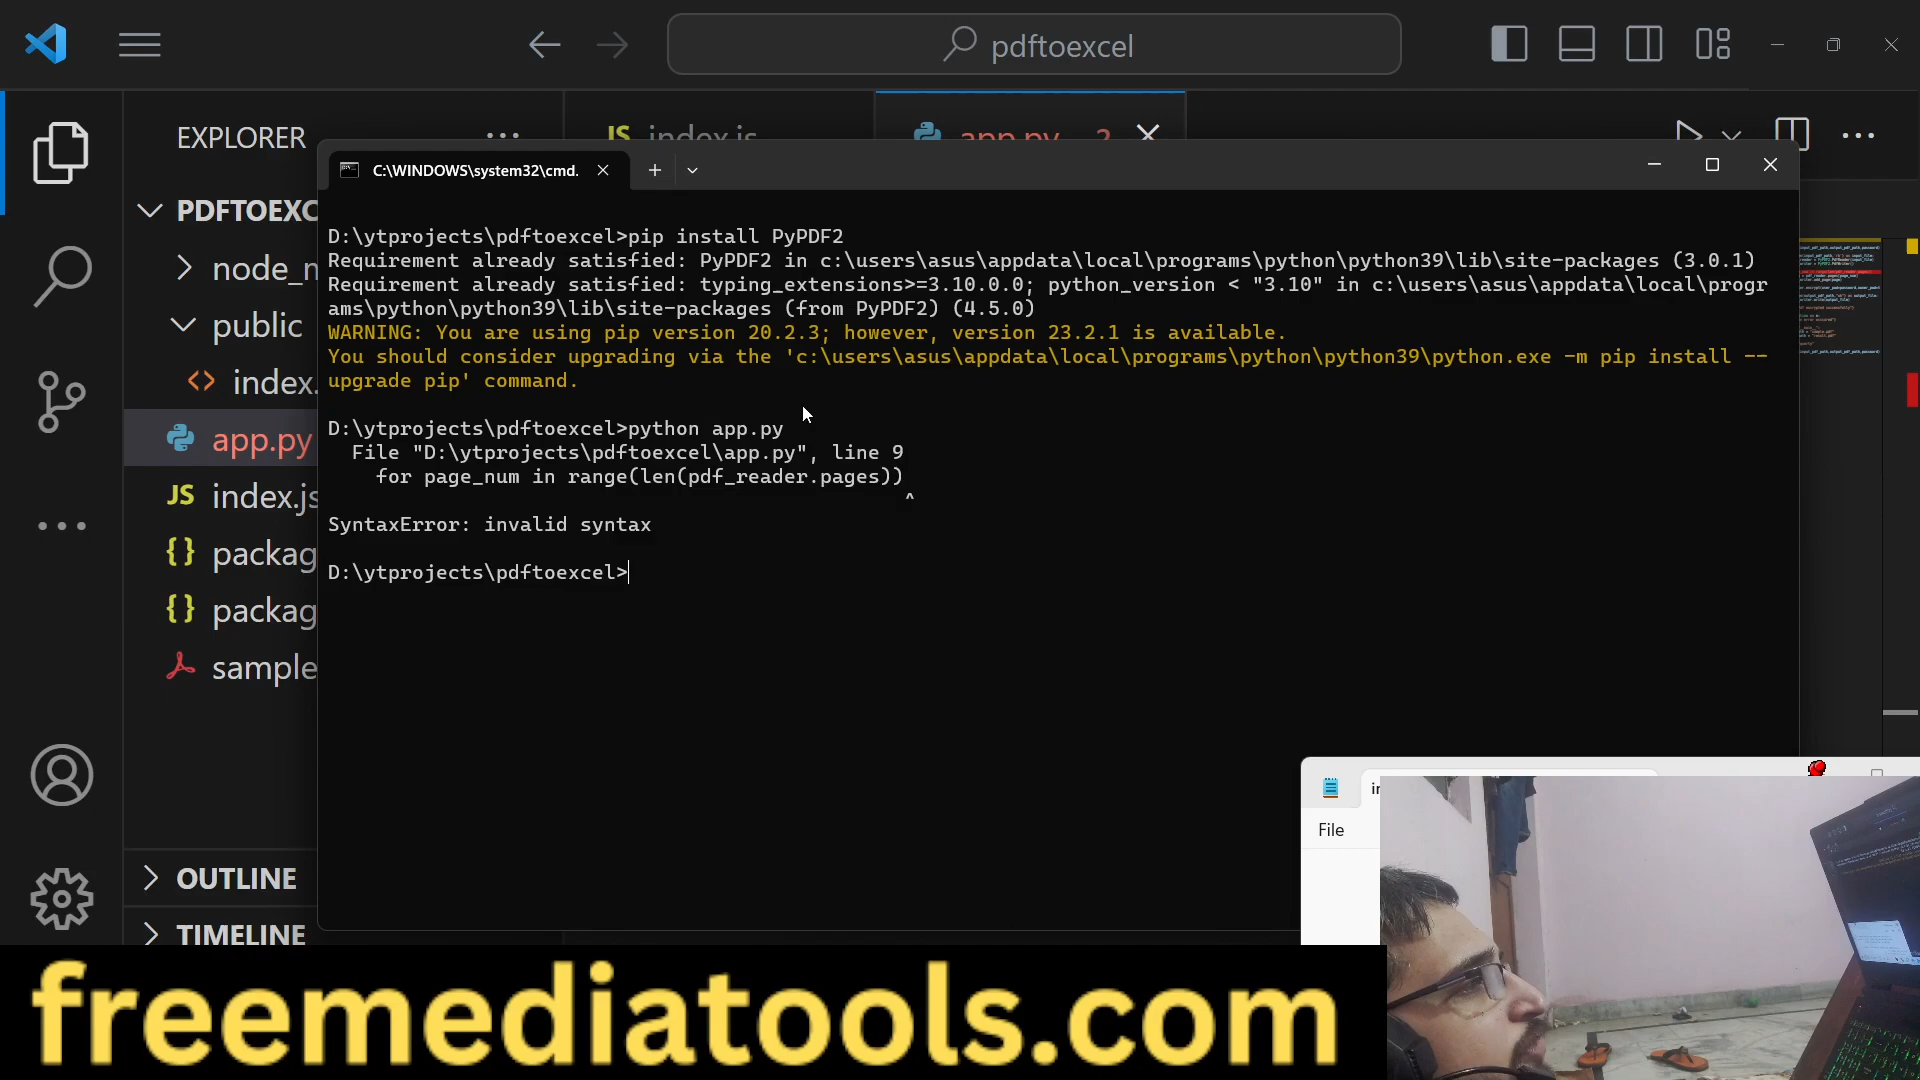 pdftoexcel
EXPLORER
JS index.js
app.py 2
C:\WINDOWS\system32\cmd.
PDFTOEXC
node_n
public
index.
app.py
JS index.js
{} packag
{} packag
sample
OUTLINE
TIMELINE
D:\ytprojects\pdftoexcel>pip install PyPDF2
Requirement already satisfied: PyPDF2 in c:\users\asus\appdata\local\programs\python\python39\lib\site-packages (3.0.1)
Requirement already satisfied: typing_extensions>=3.10.0.0; python_version < "3.10" in c:\users\asus\appdata\local\progr
ams\python\python39\lib\site-packages (from PyPDF2) (4.5.0)
WARNING: You are using pip version 20.2.3; however, version 23.2.1 is available.
You should consider upgrading via the 'c:\users\asus\appdata\local\programs\python\python39\python.exe -m pip install --
upgrade pip' command.
D:\ytprojects\pdftoexcel>python app.py
File "D:\ytprojects\pdftoexcel\app.py", line 9
for page_num in range(len(pdf_reader.pages))
^
SyntaxError: invalid syntax
D:\ytprojects\pdftoexcel>
in
File
freemediatools.com